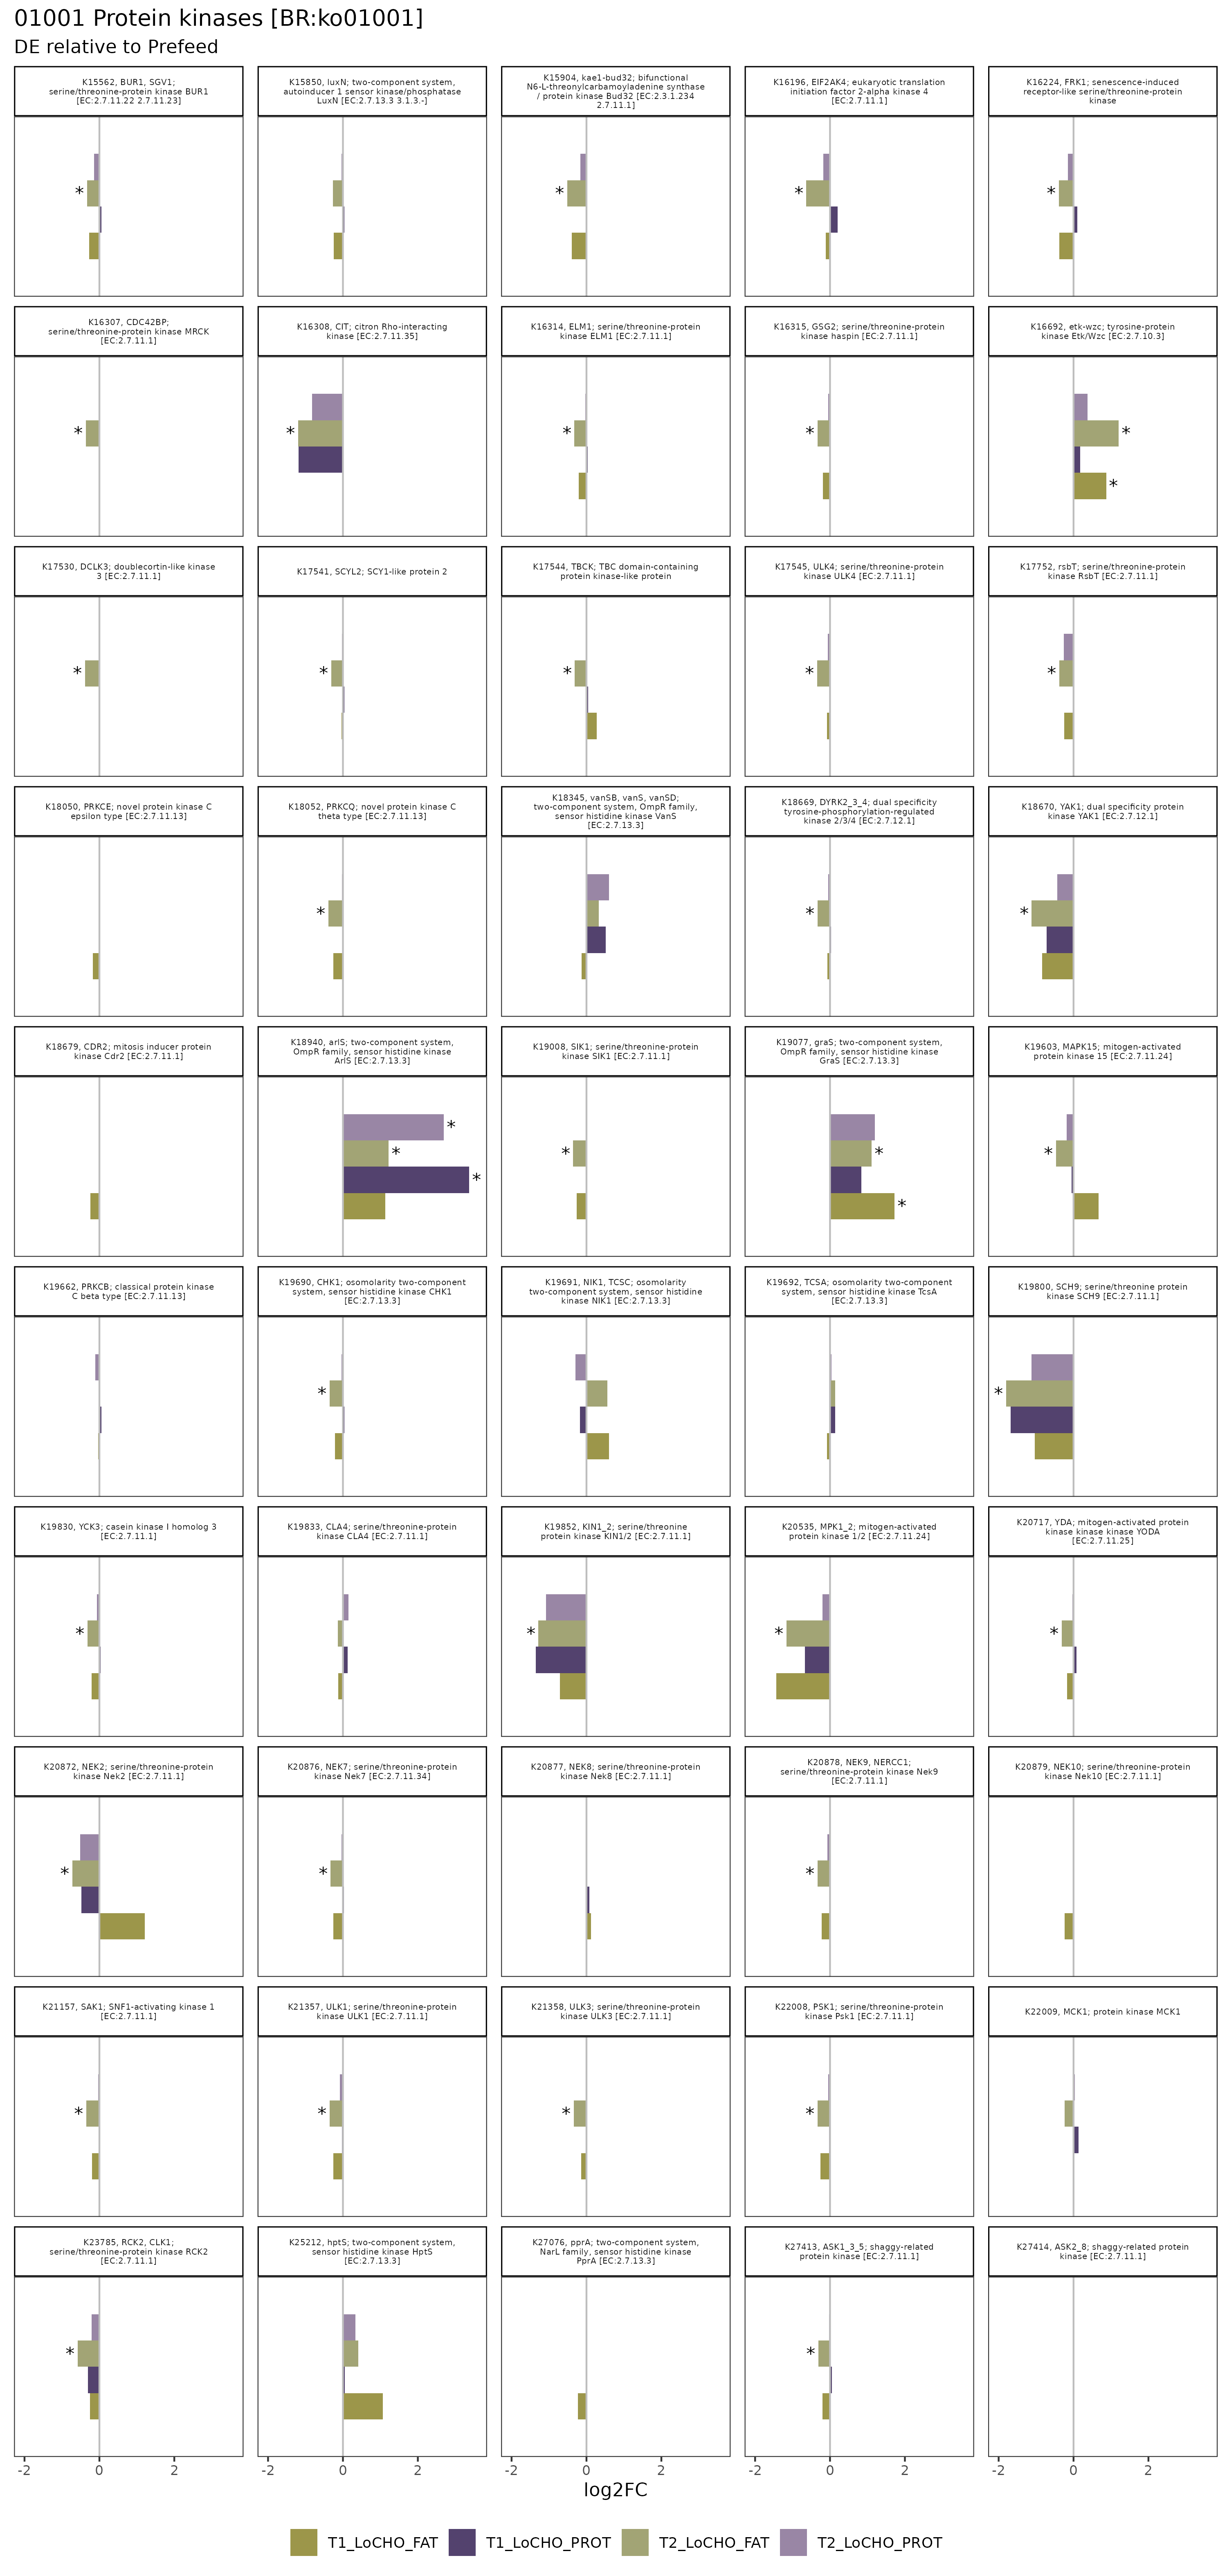 01001 Protein kinases [BR:ko01001]
DE relative to Prefeed
K15562, BUR1, SGV1;
serine/threonine-protein kinase BUR1
[EC:2.7.11.22 2.7.11.23]
K15850, luxN; two-component system,
autoinducer 1 sensor kinase/phosphatase
LuxN [EC:2.7.13.3 3.1.3.-]
K15904, kae1-bud32; bifunctional
N6-L-threonylcarbamoyladenine synthase
/ protein kinase Bud32 [EC:2.3.1.234
2.7.11.1]
K16196, EIF2AK4; eukaryotic translation
initiation factor 2-alpha kinase 4
[EC:2.7.11.1]
K16224, FRK1; senescence-induced
receptor-like serine/threonine-protein
kinase
*
*
*
*
K16307, CDC42BP;
serine/threonine-protein kinase MRCK
[EC:2.7.11.1]
K16308, CIT; citron Rho-interacting
kinase [EC:2.7.11.35]
K16314, ELM1; serine/threonine-protein
kinase ELM1 [EC:2.7.11.1]
K16315, GSG2; serine/threonine-protein
kinase haspin [EC:2.7.11.1]
K16692, etk-wzc; tyrosine-protein
kinase Etk/Wzc [EC:2.7.10.3]
*
*
*
*
*
*
K17530, DCLK3; doublecortin-like kinase
3 [EC:2.7.11.1]
K17541, SCYL2; SCY1-like protein 2
K17544, TBCK; TBC domain-containing
protein kinase-like protein
K17545, ULK4; serine/threonine-protein
kinase ULK4 [EC:2.7.11.1]
K17752, rsbT; serine/threonine-protein
kinase RsbT [EC:2.7.11.1]
*
*
*
*
*
K18050, PRKCE; novel protein kinase C
epsilon type [EC:2.7.11.13]
K18052, PRKCQ; novel protein kinase C
theta type [EC:2.7.11.13]
K18345, vanSB, vanS, vanSD;
two-component system, OmpR family,
sensor histidine kinase VanS
[EC:2.7.13.3]
K18669, DYRK2_3_4; dual specificity
tyrosine-phosphorylation-regulated
kinase 2/3/4 [EC:2.7.12.1]
K18670, YAK1; dual specificity protein
kinase YAK1 [EC:2.7.12.1]
*
*
*
K18679, CDR2; mitosis inducer protein
kinase Cdr2 [EC:2.7.11.1]
K18940, arlS; two-component system,
OmpR family, sensor histidine kinase
ArlS [EC:2.7.13.3]
K19008, SIK1; serine/threonine-protein
kinase SIK1 [EC:2.7.11.1]
K19077, graS; two-component system,
OmpR family, sensor histidine kinase
GraS [EC:2.7.13.3]
K19603, MAPK15; mitogen-activated
protein kinase 15 [EC:2.7.11.24]
*
*
*
*
*
*
*
K19662, PRKCB; classical protein kinase
C beta type [EC:2.7.11.13]
K19690, CHK1; osomolarity two-component
system, sensor histidine kinase CHK1
[EC:2.7.13.3]
K19691, NIK1, TCSC; osomolarity
two-component system, sensor histidine
kinase NIK1 [EC:2.7.13.3]
K19692, TCSA; osomolarity two-component
system, sensor histidine kinase TcsA
[EC:2.7.13.3]
K19800, SCH9; serine/threonine protein
kinase SCH9 [EC:2.7.11.1]
*
*
K19830, YCK3; casein kinase I homolog 3
[EC:2.7.11.1]
K19833, CLA4; serine/threonine-protein
kinase CLA4 [EC:2.7.11.1]
K19852, KIN1_2; serine/threonine
protein kinase KIN1/2 [EC:2.7.11.1]
K20535, MPK1_2; mitogen-activated
protein kinase 1/2 [EC:2.7.11.24]
K20717, YDA; mitogen-activated protein
kinase kinase kinase YODA
[EC:2.7.11.25]
*
*
*
*
K20872, NEK2; serine/threonine-protein
kinase Nek2 [EC:2.7.11.1]
K20876, NEK7; serine/threonine-protein
kinase Nek7 [EC:2.7.11.34]
K20877, NEK8; serine/threonine-protein
kinase Nek8 [EC:2.7.11.1]
K20878, NEK9, NERCC1;
serine/threonine-protein kinase Nek9
[EC:2.7.11.1]
K20879, NEK10; serine/threonine-protein
kinase Nek10 [EC:2.7.11.1]
*
*
*
K21157, SAK1; SNF1-activating kinase 1
[EC:2.7.11.1]
K21357, ULK1; serine/threonine-protein
kinase ULK1 [EC:2.7.11.1]
K21358, ULK3; serine/threonine-protein
kinase ULK3 [EC:2.7.11.1]
K22008, PSK1; serine/threonine-protein
kinase Psk1 [EC:2.7.11.1]
K22009, MCK1; protein kinase MCK1
*
*
*
*
K23785, RCK2, CLK1;
serine/threonine-protein kinase RCK2
[EC:2.7.11.1]
K25212, hptS; two-component system,
sensor histidine kinase HptS
[EC:2.7.13.3]
K27076, pprA; two-component system,
NarL family, sensor histidine kinase
PprA [EC:2.7.13.3]
K27413, ASK1_3_5; shaggy-related
protein kinase [EC:2.7.11.1]
K27414, ASK2_8; shaggy-related protein
kinase [EC:2.7.11.1]
*
*
-2 0 2 -2 0 2 -2 0 2 -2 0 2 -2 0 2
log2FC
T1_LoCHO_FAT T1_LoCHO_PROT T2_LoCHO_FAT T2_LoCHO_PROT